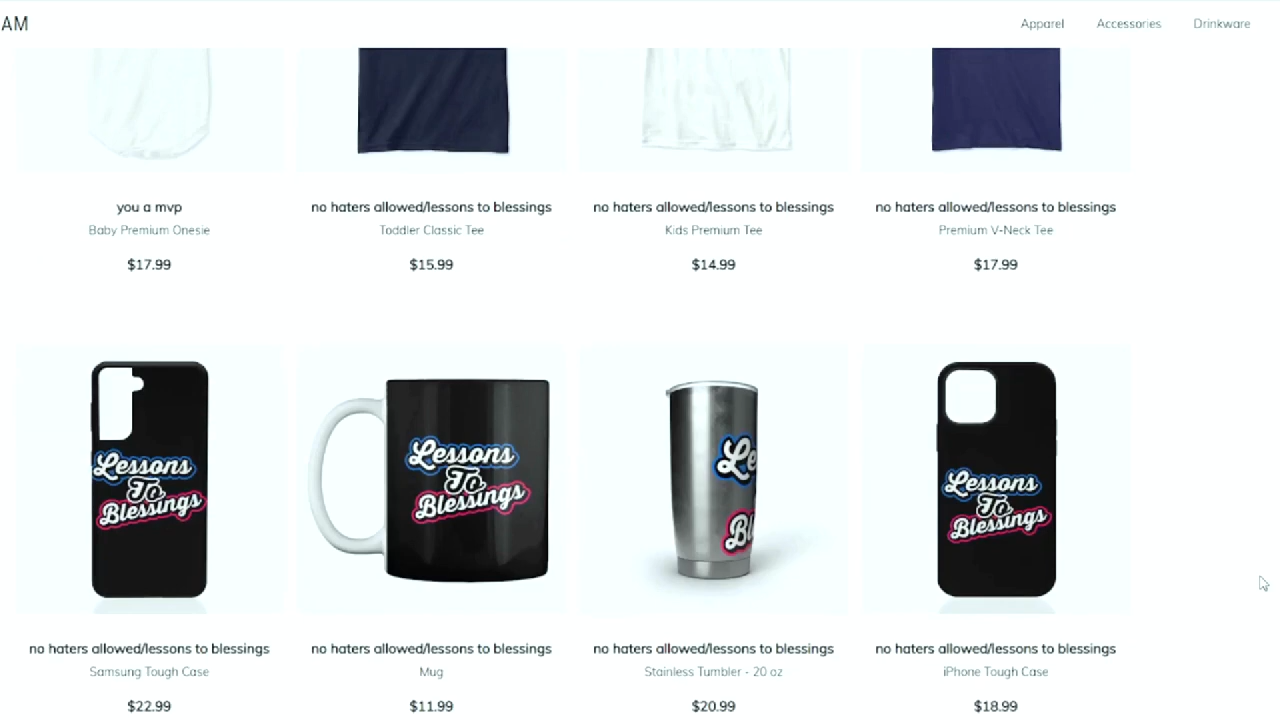 AM
Apparel Accessories Drinkware
you a mvp
Baby Premium Onesie
$17.99
no haters allowed/lessons to blessings
Toddler Classic Tee
$15.99
no haters allowed/lessons to blessings
Kids Premium Tee
$14.99
no haters allowed/lessons to blessings
Premium V-Neck Tee
$17.99
Lessons
To
Blessings
no haters allowed/lessons to blessings
Samsung Tough Case
$22.99
Lessons
To
Blessings
no haters allowed/lessons to blessings
Mug
$11.99
Le
Bl
no haters allowed/lessons to blessings
Stainless Tumbler - 20 oz
$20.99
Lessons
To
Blessings
no haters allowed/lessons to blessings
iPhone Tough Case
$18.99